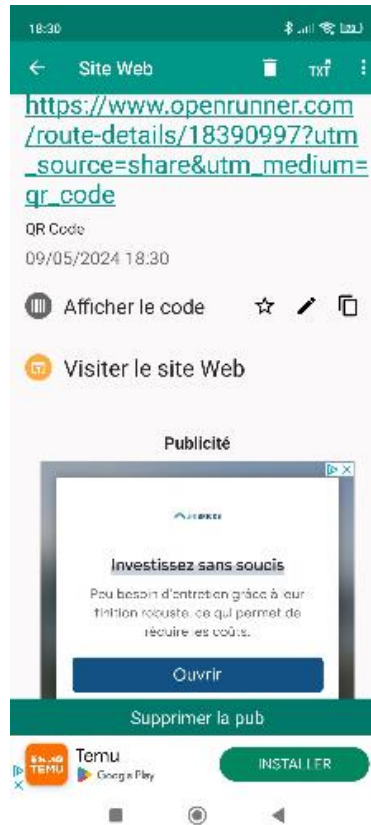 18:30
Site Web
TXT
https://www.openrunner.com
/route-details/18390997?utm
_source=share&utm_medium=
qr_code
QR Code
09/05/2024 18.30
Afficher le code
Visiter le site Web
Publicité
Investissez sans soucis
Peu besoin d'entretien grâce à leur
finition robuste, ce qui permet de
réduire les coûts.
Ouvrir
Supprimer la pub
TEMU
Temu
Google Play
INSTALLER